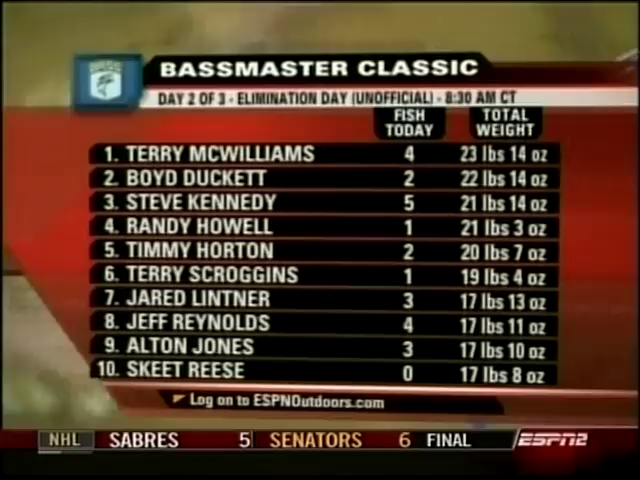 BASSMASTER CLASSIC
DAY 2 OF 3 - ELIMINATION DAY (UNOFFICIAL) - 8:30 AM CT
FISH TODAY TOTAL WEIGHT
1. TERRY MCWILLIAMS 4 23 lbs 14 oz
2. BOYD DUCKETT 2 22 lbs 14 oz
3. STEVE KENNEDY 5 21 lbs 14 oz
4. RANDY HOWELL 1 21 lbs 3 oz
5. TIMMY HORTON 2 20 lbs 7 oz
6. TERRY SCROGGINS 1 19 lbs 4 oz
7. JARED LINTNER 3 17 lbs 13 oz
8. JEFF REYNOLDS 4 17 lbs 11 oz
9. ALTON JONES 3 17 lbs 10 oz
10. SKEET REESE 0 17 lbs 8 oz
Log on to ESPNOutdoors.com
NHL SABRES 5 SENATORS 6 FINAL ESPN2